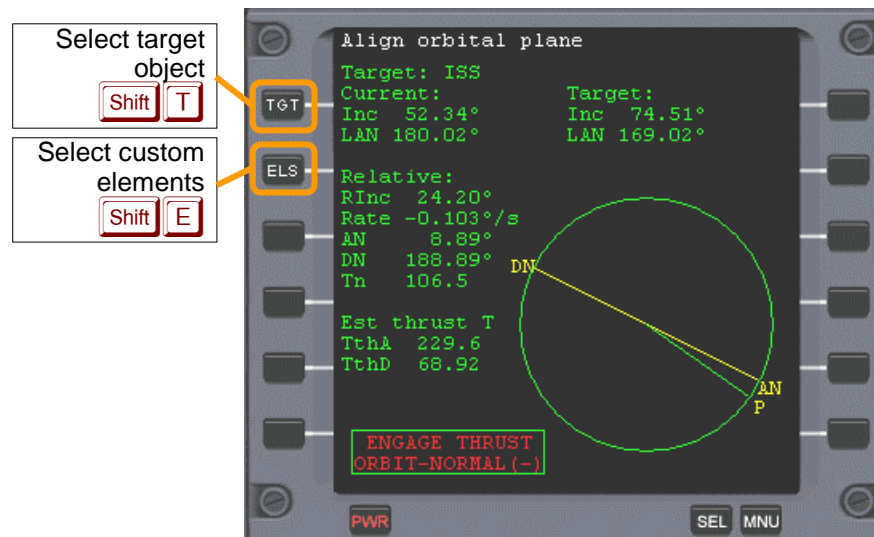 Select target
object
Shift T
Select custom
elements
Shift E
TGT
ELS
Align orbital plane
Target: ISS
Current: Target:
Inc 52.34° Inc 74.51°
LAN 180.02° LAN 169.02°
Relative:
RInc 24.20°
Rate -0.103°/s
AN 8.89°
DN 188.89°
Tn 106.5
Est thrust T
TthA 229.6
TthD 68.92
DN
AN
P
ENGAGE THRUST
ORBIT-NORMAL(-)
PWR SEL MNU